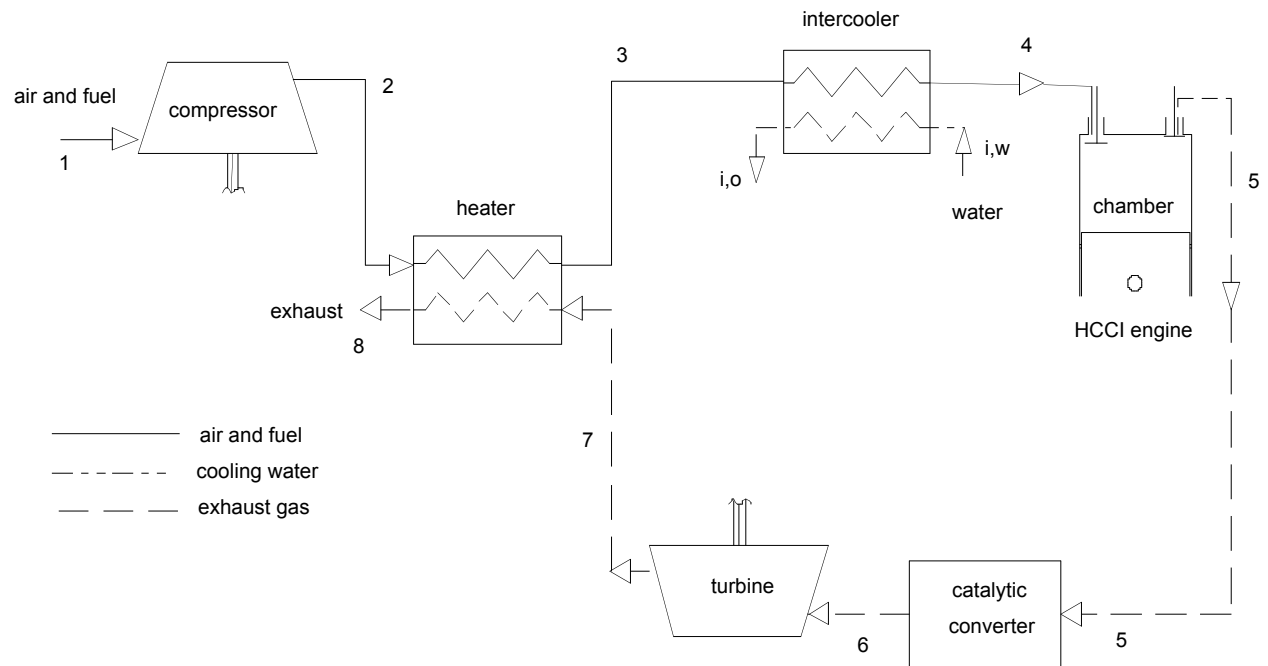 intercooler
4
3
2
air and fuel
compressor
1
i,w
i,o
water
5
chamber
heater
exhaust
8
HCCI engine
air and fuel
cooling water
exhaust gas
7
turbine
catalytic
converter
6
5